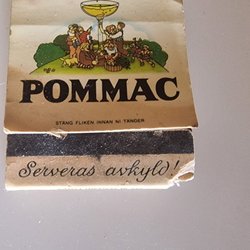 POMMAC
STÄNG FLIKEN INNAN NI TÄNDER
Serveras avkyld!